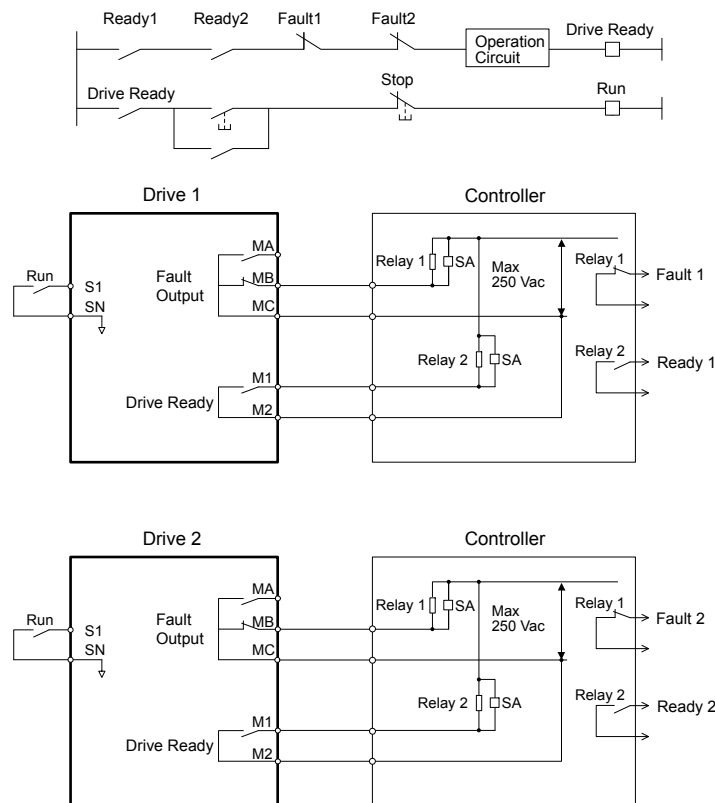 Ready1 Ready2 Fault1 Fault2 Operation Circuit Drive Ready
Drive Ready Stop Run
Drive 1
Run
S1
SN
Fault
Output
MA
MB
MC
Drive Ready
M1
M2
Controller
Relay 1
SA
Max
250 Vac
Relay 2
SA
Relay 1
Fault 1
Relay 2
Ready 1
Drive 2
Run
S1
SN
Fault
Output
MA
MB
MC
Drive Ready
M1
M2
Controller
Relay 1
SA
Max
250 Vac
Relay 2
SA
Relay 1
Fault 2
Relay 2
Ready 2